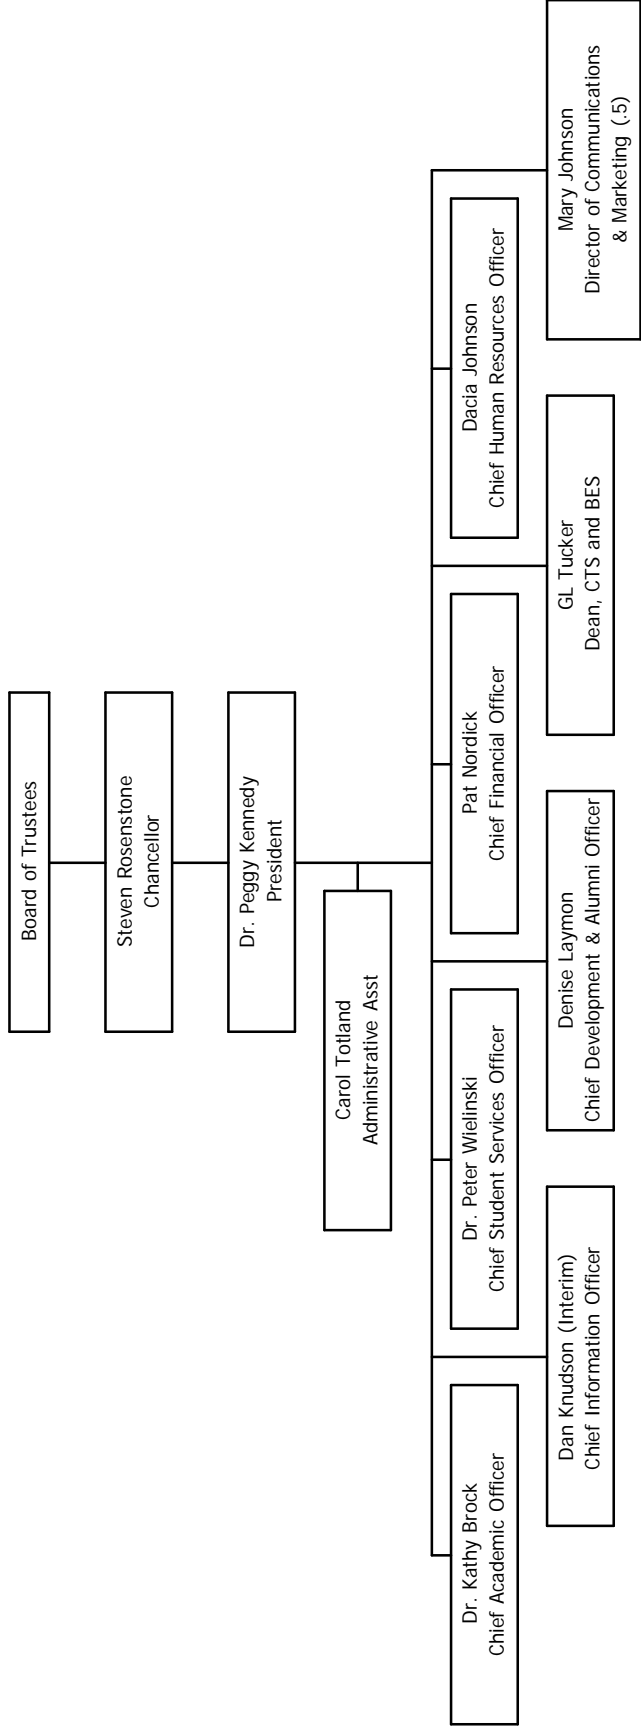 Board of Trustees
Steven Rosenstone
Chancellor
Dr. Peggy Kennedy
President
Carol Totland
Administrative Asst
Dr. Kathy Brock
Chief Academic Officer
Dr. Peter Wielinski
Chief Student Services Officer
Pat Nordick
Chief Financial Officer
Dacia Johnson
Chief Human Resources Officer
Dan Knudson (Interim)
Chief Information Officer
Denise Laymon
Chief Development & Alumni Officer
GL Tucker
Dean, CTS and BES
Mary Johnson
Director of Communications
& Marketing (.5)